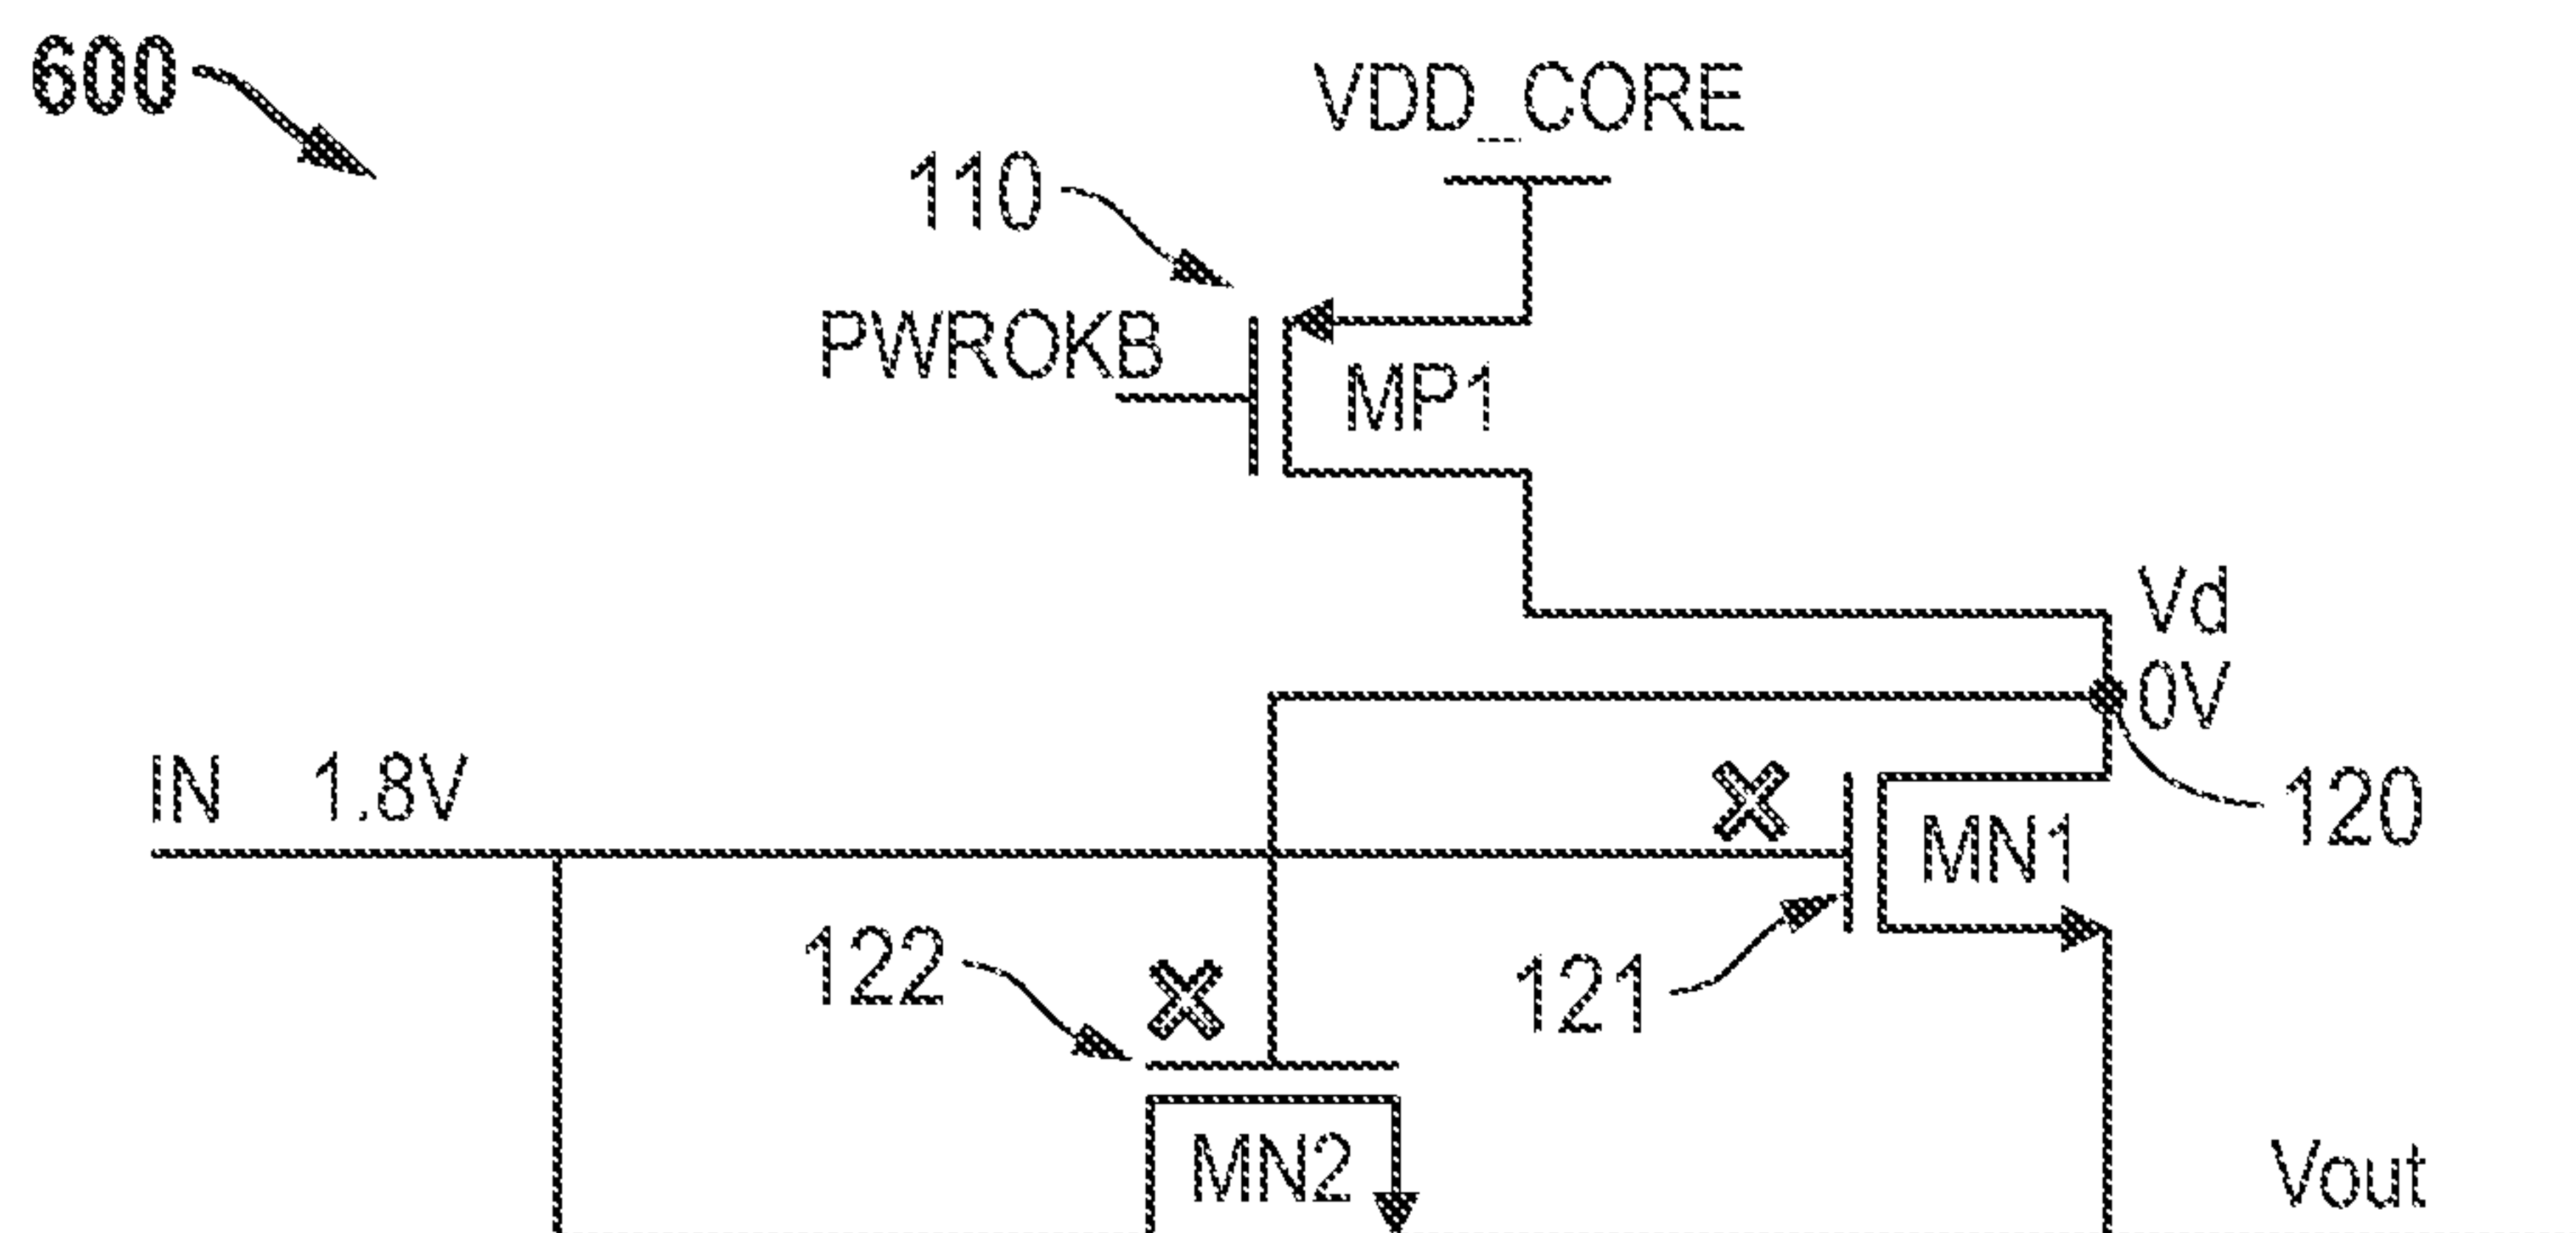 600
VDD_CORE
110
PWROKB
MP1
Vd
0V
IN 1.8V
MN1
120
122
121
MN2
Vout